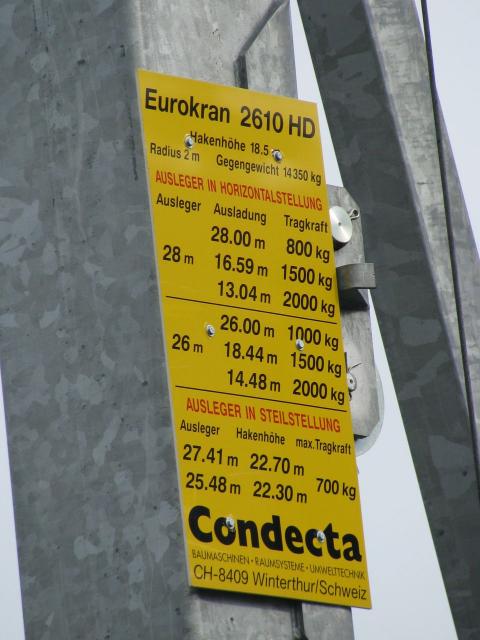 Eurokran 2610 HD
Hakenhöhe 18.5
Radius 2 m Gegengewicht 14350 kg
AUSLEGER IN HORIZONTALSTELLUNG
Ausleger Ausladung Tragkraft
28.00 m 800 kg
28 m 16.59 m 1500 kg
13.04 m 2000 kg
26.00 m 1000 kg
26 m 18.44 m 1500 kg
14.48 m 2000 kg
AUSLEGER IN STEILSTELLUNG
Ausleger Hakenhöhe max.Tragkraft
27.41 m 22.70 m
700 kg
25.48 m 22.30 m
Condecta
BAUMASCHINEN • RAUMSYSTEME • UMWELTTECHNIK
CH-8409 Winterthur/Schweiz